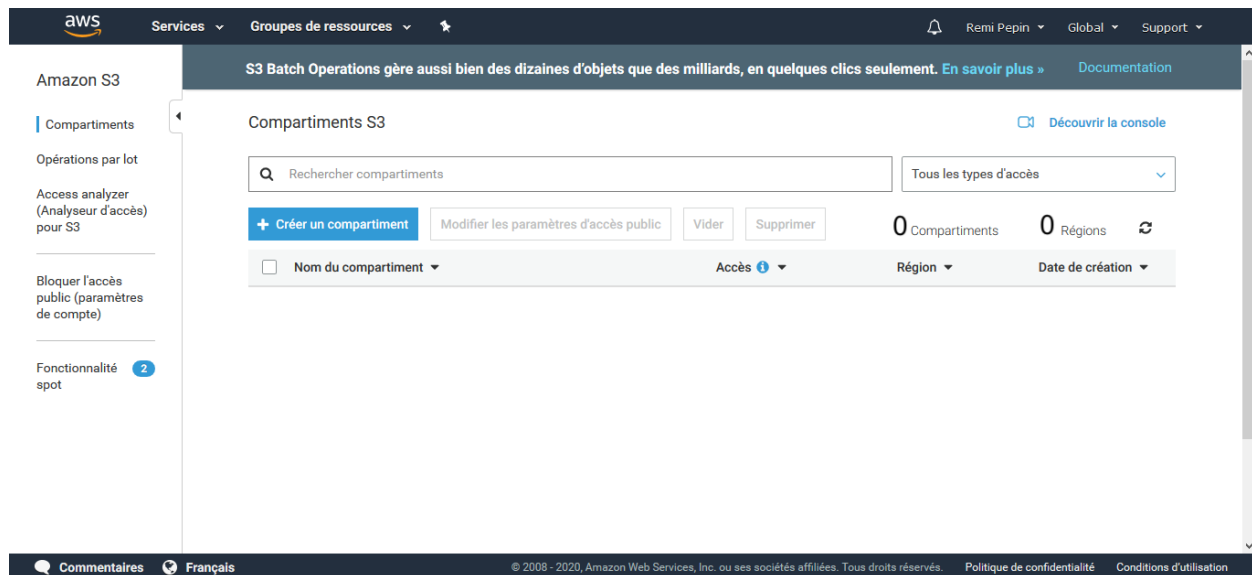 aws Services Groupes de ressources Remi Pepin Global Support
Amazon S3
Compartiments
Opérations par lot
Access analyzer
(Analyseur d'accès)
pour S3
Bloquer l'accès
public (paramètres
de compte)
Fonctionnalité 2
spot
S3 Batch Operations gère aussi bien des dizaines d'objets que des milliards, en quelques clics seulement. En savoir plus » Documentation
Compartiments S3 Découvrir la console
Rechercher compartiments Tous les types d'accès
+ Créer un compartiment Modifier les paramètres d'accès public Vider Supprimer 0 Compartiments 0 Régions
Nom du compartiment Accès Région Date de création
Commentaires Français © 2008 - 2020, Amazon Web Services, Inc. ou ses sociétés affiliées. Tous droits réservés. Politique de confidentialité Conditions d'utilisation